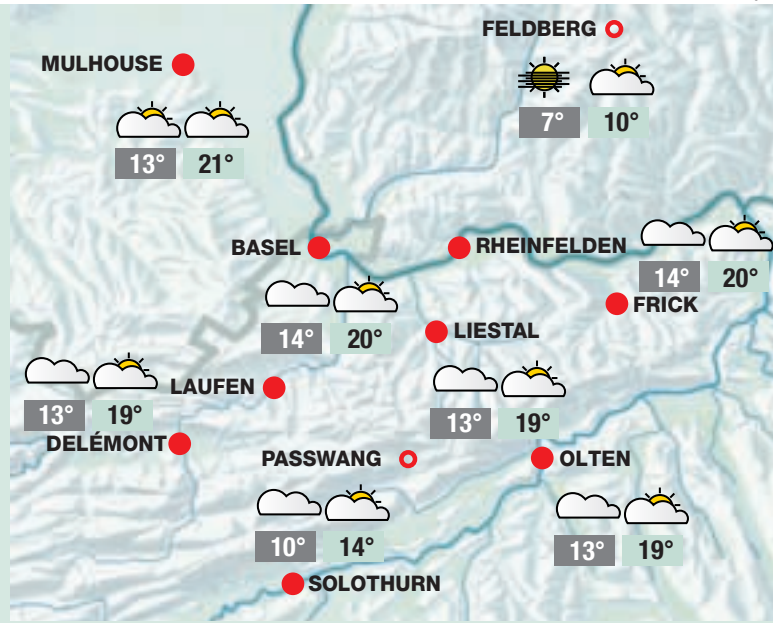 FELDBERG
MULHOUSE
7° 10°
13° 21°
BASEL
RHEINFELDEN
14° 20°
FRICK
14° 20°
LIESTAL
LAUFEN
13° 19°
13° 19°
DELÉMONT
PASSWANG
OLTEN
10° 14°
13° 19°
SOLOTHURN